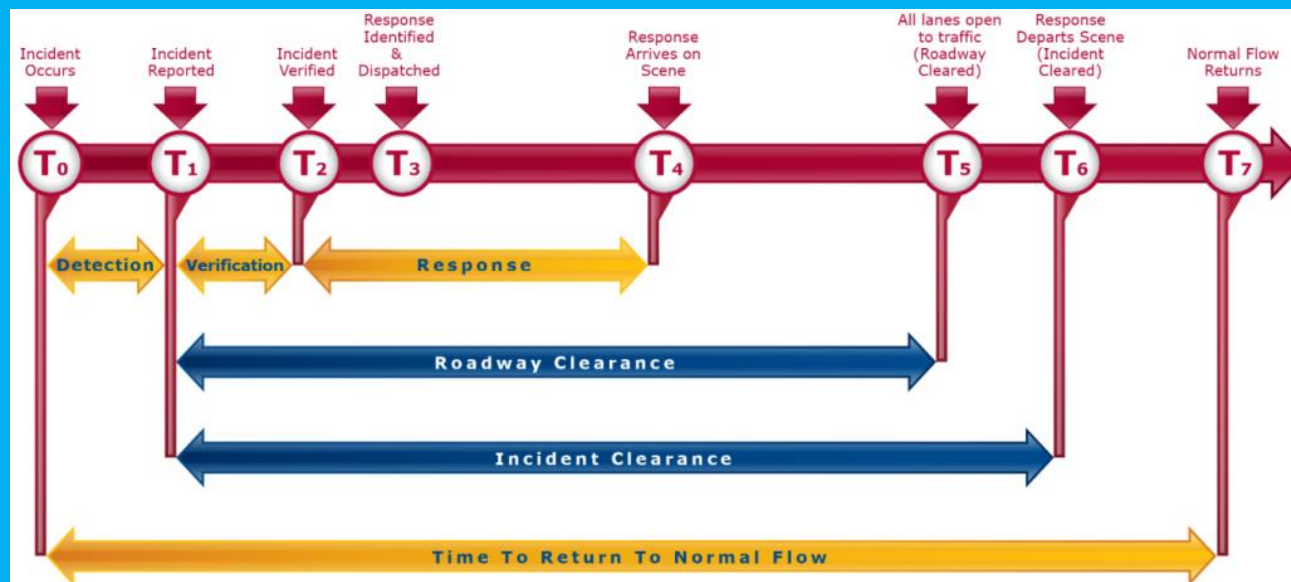 Incident
Occurs
Incident
Reported
Incident
Verified
Response
Identified
&
Dispatched
Response
Arrives on
Scene
All lanes open
to traffic
(Roadway
Cleared)
Response
Departs Scene
(Incident
Cleared)
Normal Flow
Returns
T0
T1
T2
T3
T4
T5
T6
T7
Detection
Verification
Response
Roadway Clearance
Incident Clearance
Time To Return To Normal Flow